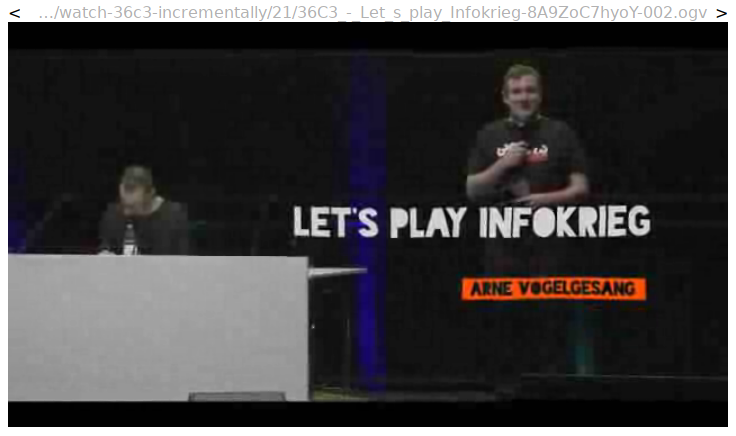 < .../watch-36c3-incrementally/21/36C3_-_Let_s_play_Infokrieg-8A9ZoC7hyoY-002.ogv >
LET'S PLAY INFOKRIEG
ARNE VOGELGESANG